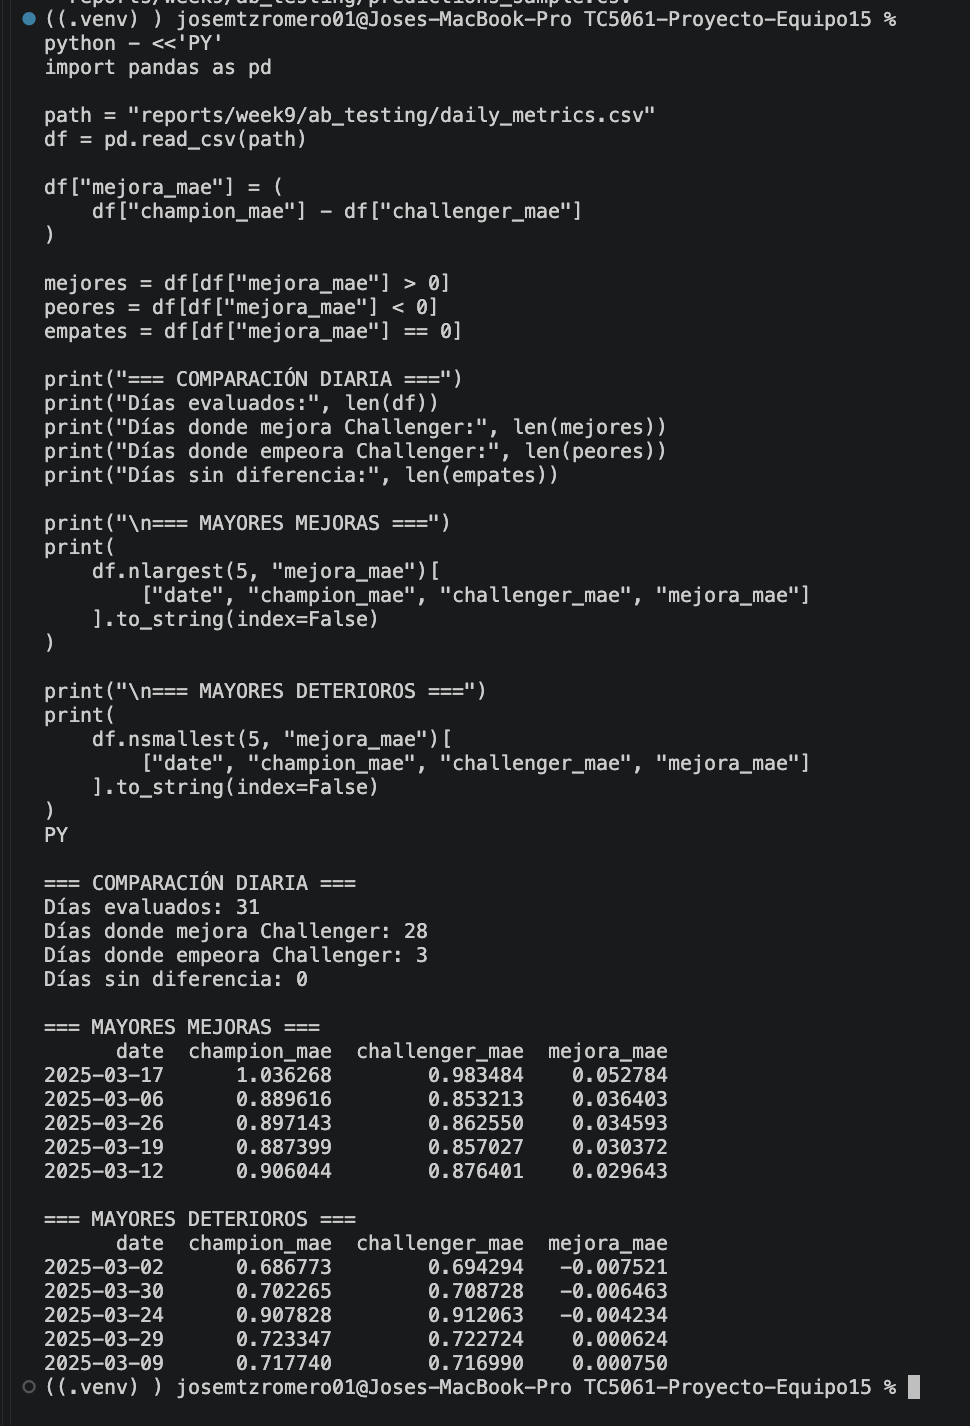 ((.venv) ) josemtzromero01@Joses-MacBook-Pro TC5061-Proyecto-Equipo15 %
python - <<'PY'
import pandas as pd

path = "reports/week9/ab_testing/daily_metrics.csv"
df = pd.read_csv(path)

df["mejora_mae"] = (
    df["champion_mae"] - df["challenger_mae"]
)

mejores = df[df["mejora_mae"] > 0]
peores = df[df["mejora_mae"] < 0]
empates = df[df["mejora_mae"] == 0]

print("=== COMPARACIÓN DIARIA ===")
print("Días evaluados:", len(df))
print("Días donde mejora Challenger:", len(mejores))
print("Días donde empeora Challenger:", len(peores))
print("Días sin diferencia:", len(empates))

print("\n=== MAYORES MEJORAS ===")
print(
    df.nlargest(5, "mejora_mae")[
        ["date", "champion_mae", "challenger_mae", "mejora_mae"]
    ].to_string(index=False)
)

print("\n=== MAYORES DETERIOROS ===")
print(
    df.nsmallest(5, "mejora_mae")[
        ["date", "champion_mae", "challenger_mae", "mejora_mae"]
    ].to_string(index=False)
)
PY

=== COMPARACIÓN DIARIA ===
Días evaluados: 31
Días donde mejora Challenger: 28
Días donde empeora Challenger: 3
Días sin diferencia: 0

=== MAYORES MEJORAS ===
      date  champion_mae  challenger_mae  mejora_mae
2025-03-17      1.036268        0.983484    0.052784
2025-03-06      0.889616        0.853213    0.036403
2025-03-26      0.897143        0.862550    0.034593
2025-03-19      0.887399        0.857027    0.030372
2025-03-12      0.906044        0.876401    0.029643

=== MAYORES DETERIOROS ===
      date  champion_mae  challenger_mae  mejora_mae
2025-03-02      0.686773        0.694294   -0.007521
2025-03-30      0.702265        0.708728   -0.006463
2025-03-24      0.907828        0.912063   -0.004234
2025-03-29      0.723347        0.722724    0.000624
2025-03-09      0.717740        0.716990    0.000750
((.venv) ) josemtzromero01@Joses-MacBook-Pro TC5061-Proyecto-Equipo15 %